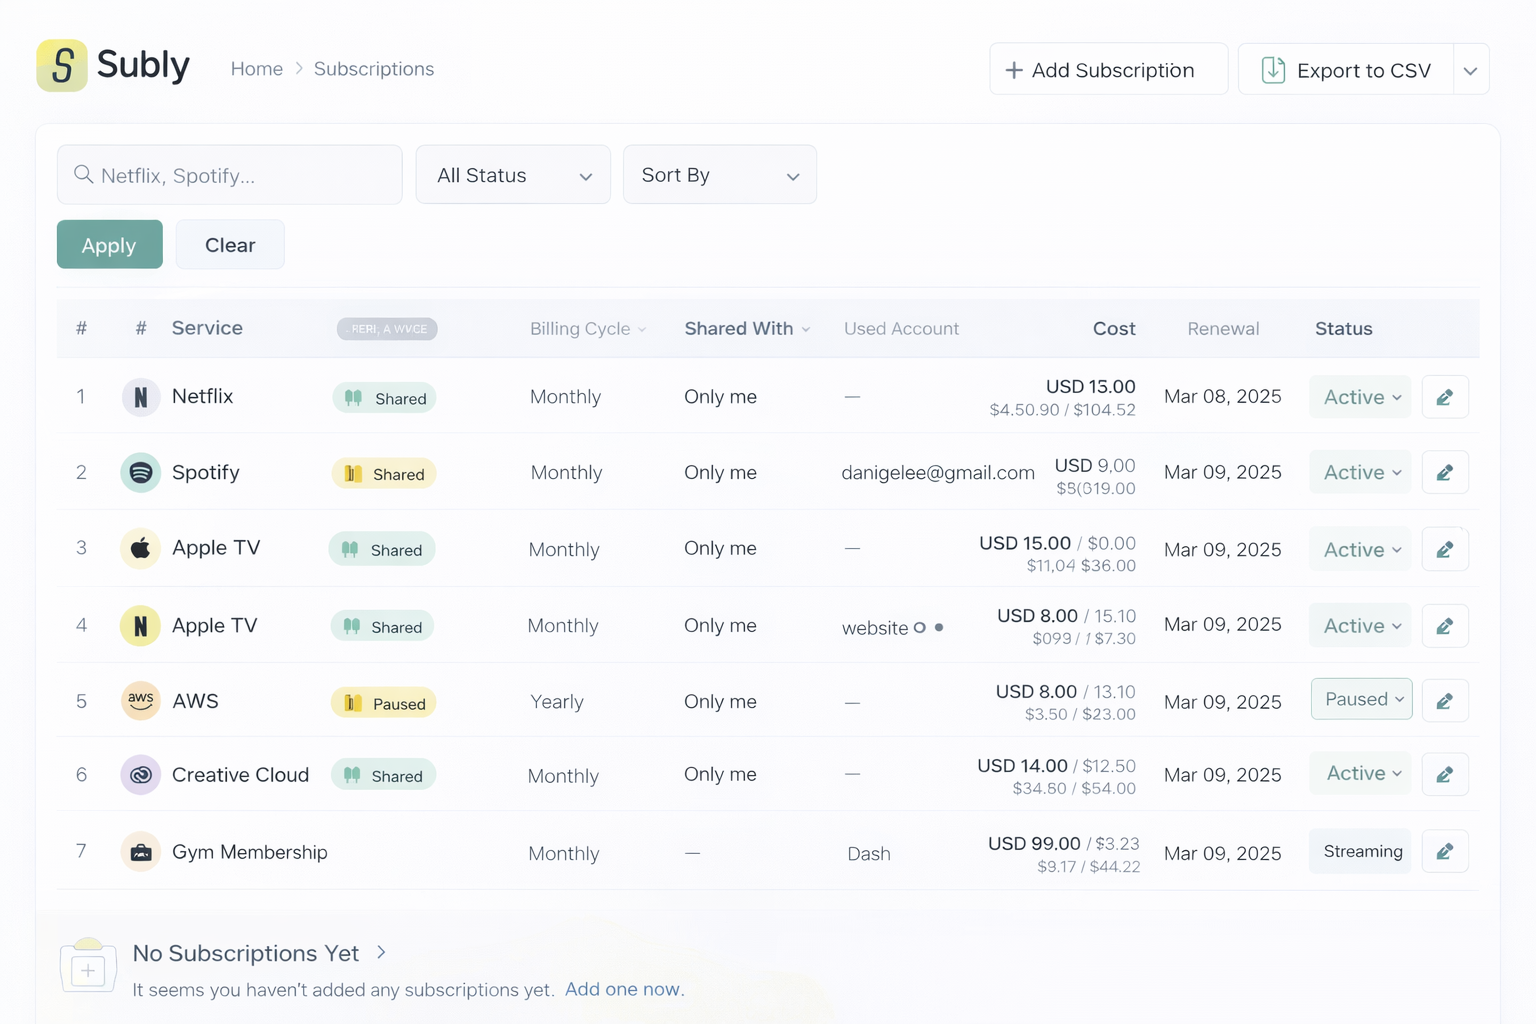 S Subly Home > Subscriptions + Add Subscription Export to CSV
Netflix, Spotify... All Status Sort By
Apply Clear
# # Service Billing Cycle Shared With Used Account Cost Renewal Status
1 N Netflix Shared Monthly Only me — USD 15.00 Mar 08, 2025 Active
$4.50.90 / $104.52
2 Spotify Shared Monthly Only me danigelee@gmail.com USD 9,00 Mar 09, 2025 Active
3 Apple TV Shared Monthly Only me — USD 15.00 / $0.00 Mar 09, 2025 Active
$11,04 $36.00
4 N Apple TV Shared Monthly Only me website USD 8.00 / 15.10 Mar 09, 2025 Active
$093 / $7.30
5 aws AWS Paused Yearly Only me — USD 8.00 / 13.10 Mar 09, 2025 Paused
$3.50 / $23.00
6 Creative Cloud Shared Monthly Only me — USD 14.00 / $12.50 Mar 09, 2025 Active
$34.80 / $54.00
7 Gym Membership Monthly — Dash USD 99.00 / $3.23 Mar 09, 2025 Streaming
$9.17 / $44.22
No Subscriptions Yet >
It seems you haven't added any subscriptions yet. Add one now.